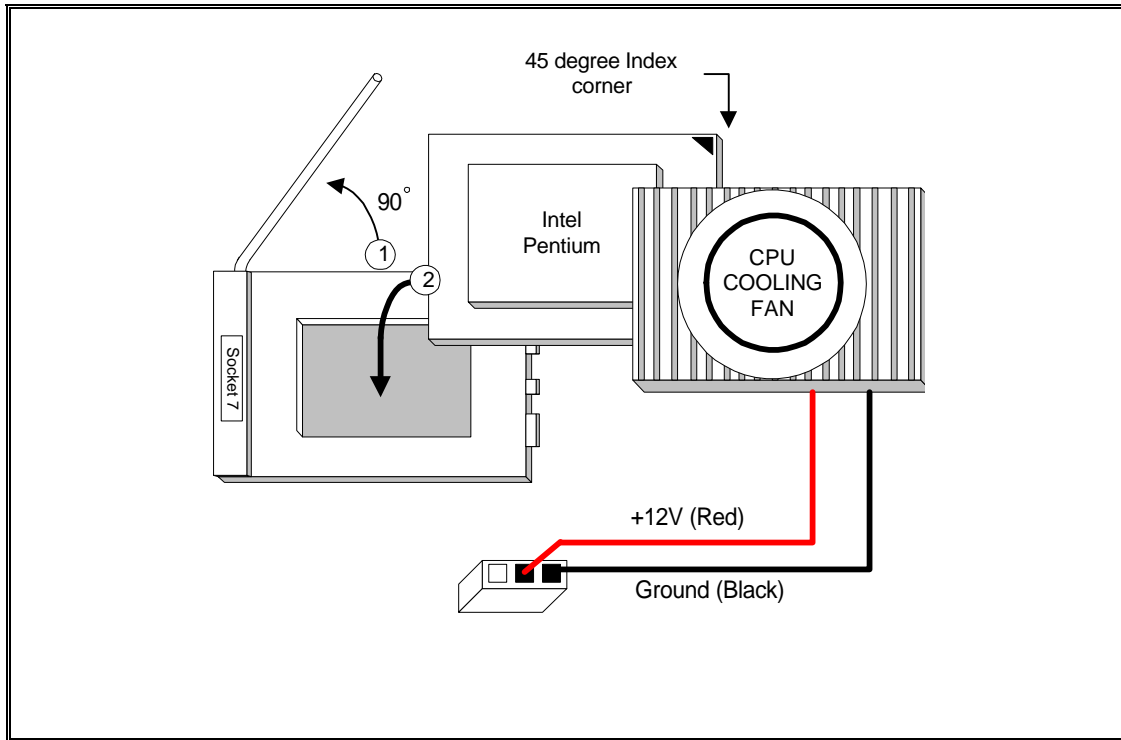 45 degree Index
corner
90°
1
2
Intel
Pentium
CPU
COOLING
FAN
Socket 7
+12V (Red)
Ground (Black)